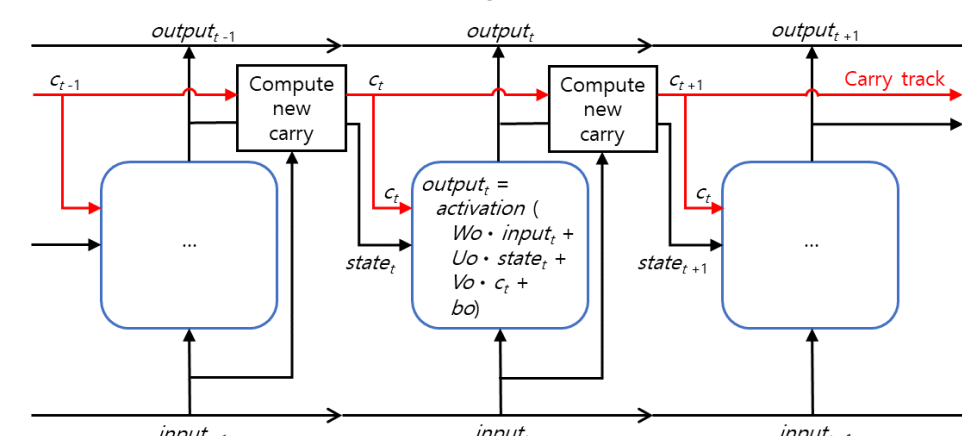 output t -1
output t
output t +1
c t -1
Compute
new
carry
c t
Compute
new
carry
c t +1
Carry track
...
c t
output t =
activation (
Wo • input t +
Uo • state t +
Vo • c t +
bo)
c t
...
state t
state t +1
input t